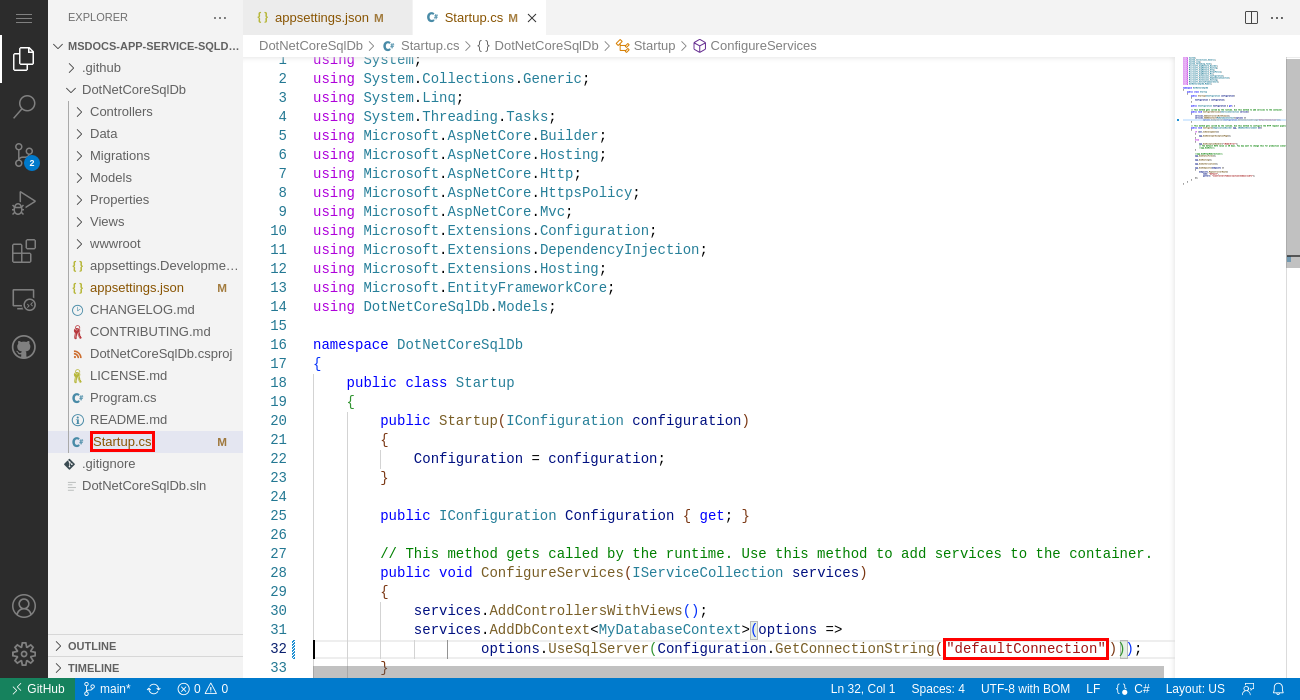 EXPLORER
MSDOCS-APP-SERVICE-SQLD...
.github
DotNetCoreSqlDb
Controllers
Data
Migrations
Models
Properties
Views
wwwroot
appsettings.Developme...
appsettings.json M
CHANGELOG.md
CONTRIBUTING.md
DotNetCoreSqlDb.csproj
LICENSE.md
Program.cs
README.md
Startup.cs M
.gitignore
DotNetCoreSqlDb.sln
OUTLINE
TIMELINE
2
{ } appsettings.json M
C# Startup.cs M
DotNetCoreSqlDb > C# Startup.cs > { } DotNetCoreSqlDb > Startup > ConfigureServices
1 using System;
2 using System.Collections.Generic;
3 using System.Linq;
4 using System.Threading.Tasks;
5 using Microsoft.AspNetCore.Builder;
6 using Microsoft.AspNetCore.Hosting;
7 using Microsoft.AspNetCore.Http;
8 using Microsoft.AspNetCore.HttpsPolicy;
9 using Microsoft.AspNetCore.Mvc;
10 using Microsoft.Extensions.Configuration;
11 using Microsoft.Extensions.DependencyInjection;
12 using Microsoft.Extensions.Hosting;
13 using Microsoft.EntityFrameworkCore;
14 using DotNetCoreSqlDb.Models;
15
16 namespace DotNetCoreSqlDb
17 {
18 public class Startup
19 {
20 public Startup(IConfiguration configuration)
21 {
22 Configuration = configuration;
23 }
24
25 public IConfiguration Configuration { get; }
26
27 // This method gets called by the runtime. Use this method to add services to the container.
28 public void ConfigureServices(IServiceCollection services)
29 {
30 services.AddControllersWithViews();
31 services.AddDbContext<MyDatabaseContext>(options =>
32 options.UseSqlServer(Configuration.GetConnectionString("defaultConnection")));
33 }
GitHub main* 0 0 Ln 32, Col 1 Spaces: 4 UTF-8 with BOM LF C# Layout: US